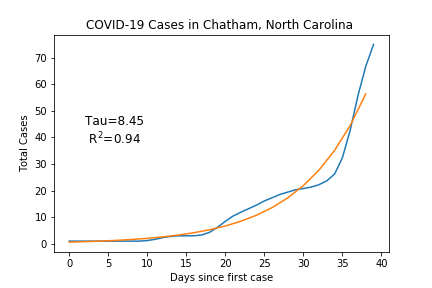 COVID-19 Cases in Chatham, North Carolina
Total Cases
70
60
50
40
30
20
10
0
Tau=8.45
R²=0.94
0 5 10 15 20 25 30 35 40
Days since first case